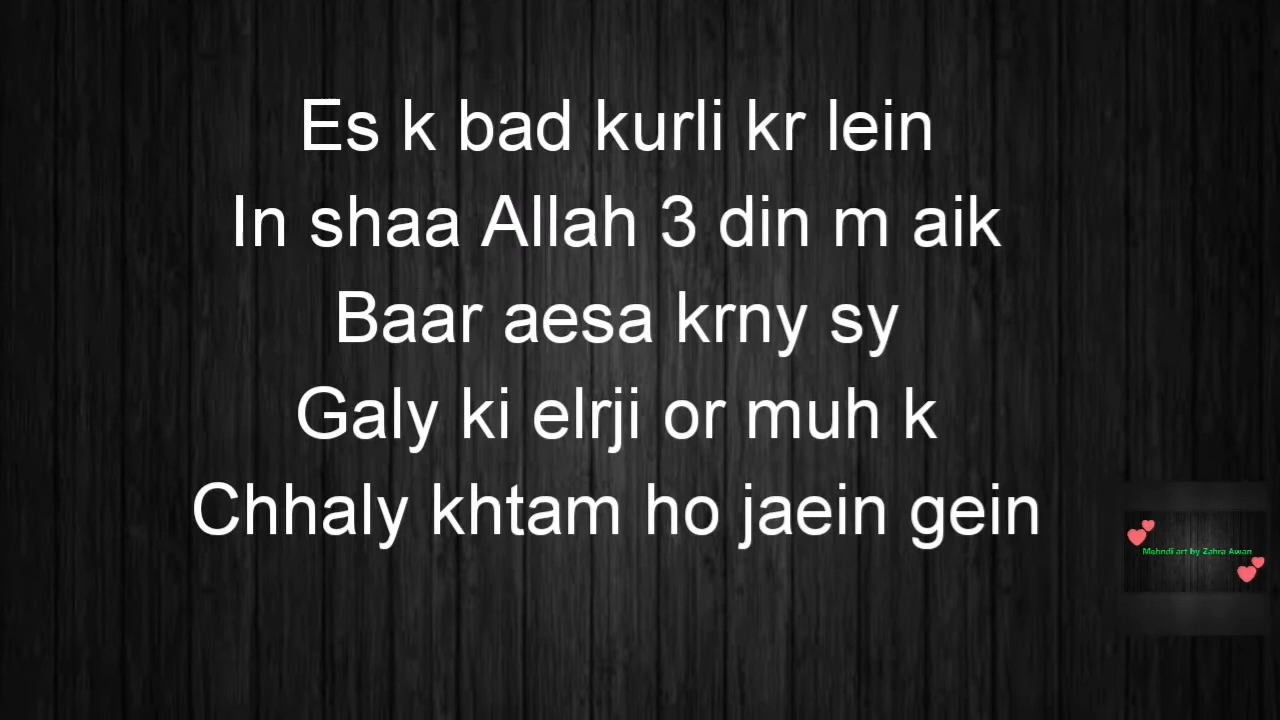 Es k bad kurli kr lein
In shaa Allah 3 din m aik
Baar aesa krny sy
Galy ki elrji or muh k
Chhaly khtam ho jaein gein
Mehndi art by Zahra Awan